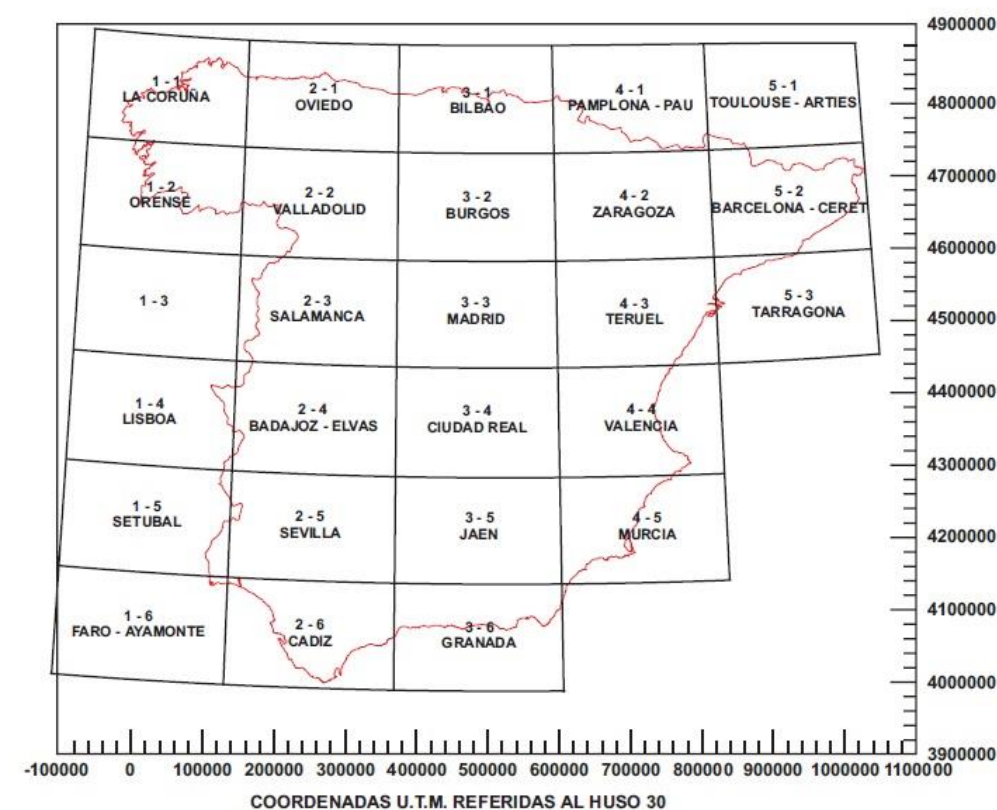 4900000
1 - 1
LA CORUÑA
2 - 1
OVIEDO
3 - 1
BILBAO
4 - 1
PAMPLONA - PAU
5 - 1
TOULOUSE - ARTIES
4800000
1 - 2
ORENSE
2 - 2
VALLADOLID
3 - 2
BURGOS
4 - 2
ZARAGOZA
5 - 2
BARCELONA - CERET
4700000
4600000
1 - 3
2 - 3
SALAMANCA
3 - 3
MADRID
4 - 3
TERUEL
5 - 3
TARRAGONA
4500000
1 - 4
LISBOA
2 - 4
BADAJOZ - ELVAS
3 - 4
CIUDAD REAL
4 - 4
VALENCIA
4400000
4300000
1 - 5
SETUBAL
2 - 5
SEVILLA
3 - 5
JAEN
4 - 5
MURCIA
4200000
1 - 6
FARO - AYAMONTE
2 - 6
CADIZ
3 - 6
GRANADA
4100000
4000000
3900000
-100000 0 100000 200000 300000 400000 500000 600000 700000 800000 900000 1000000 1100000
COORDENADAS U.T.M. REFERIDAS AL HUSO 30